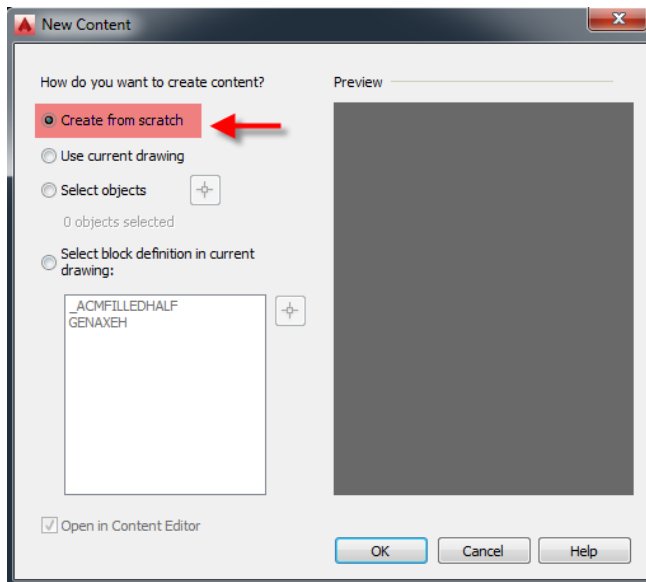 New Content
How do you want to create content?
Preview
Create from scratch
Use current drawing
Select objects
0 objects selected
Select block definition in current
drawing:
_ACMFILLEDHALF
GENAXEH
Open in Content Editor
OK
Cancel
Help